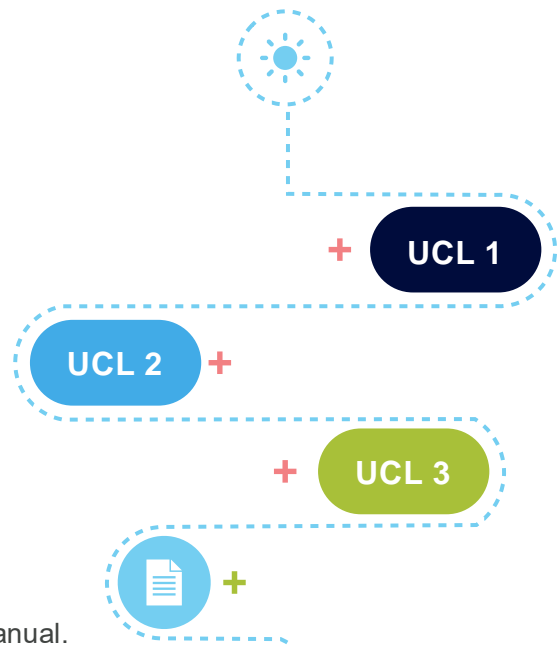 + UCL 1
UCL 2 +
+ UCL 3
+
anual.